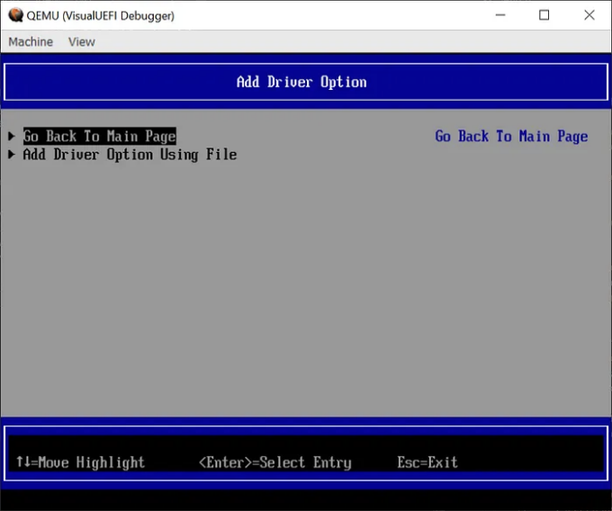 QEMU (VisualUEFI Debugger)
Machine View
Add Driver Option
Go Back To Main Page Go Back To Main Page
Add Driver Option Using File
↑↓=Move Highlight <Enter>=Select Entry Esc=Exit